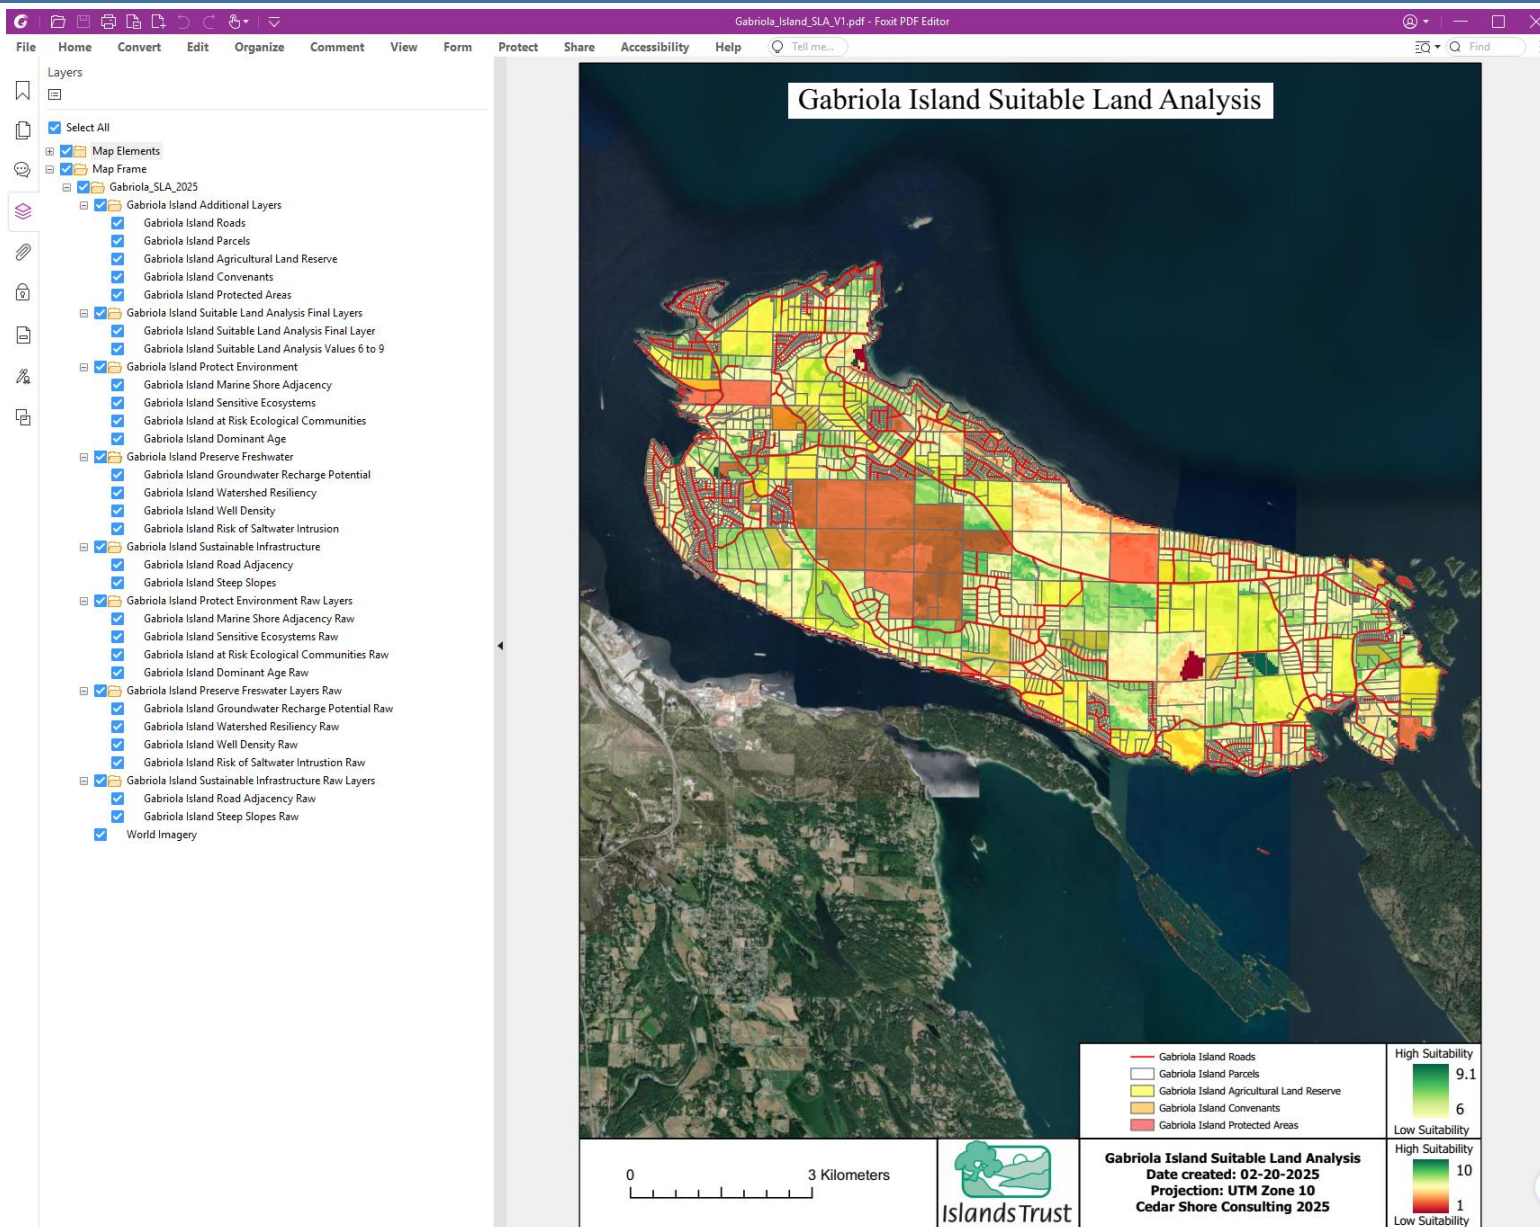 Gabriola_Island_SLA_V1.pdf - Foxit PDF Editor
File Home Convert Edit Organize Comment View Form Protect Share Accessibility Help Tell me... Find
Layers
Select All
Map Elements
Map Frame
Gabriola_SLA_2025
Gabriola Island Additional Layers
Gabriola Island Roads
Gabriola Island Parcels
Gabriola Island Agricultural Land Reserve
Gabriola Island Convenants
Gabriola Island Protected Areas
Gabriola Island Suitable Land Analysis Final Layers
Gabriola Island Suitable Land Analysis Final Layer
Gabriola Island Suitable Land Analysis Values 6 to 9
Gabriola Island Protect Environment
Gabriola Island Marine Shore Adjacency
Gabriola Island Sensitive Ecosystems
Gabriola Island at Risk Ecological Communities
Gabriola Island Dominant Age
Gabriola Island Preserve Freshwater
Gabriola Island Groundwater Recharge Potential
Gabriola Island Watershed Resiliency
Gabriola Island Well Density
Gabriola Island Risk of Saltwater Intrusion
Gabriola Island Sustainable Infrastructure
Gabriola Island Road Adjacency
Gabriola Island Steep Slopes
Gabriola Island Protect Environment Raw Layers
Gabriola Island Marine Shore Adjacency Raw
Gabriola Island Sensitive Ecosystems Raw
Gabriola Island at Risk Ecological Communities Raw
Gabriola Island Dominant Age Raw
Gabriola Island Preserve Freswater Layers Raw
Gabriola Island Groundwater Recharge Potential Raw
Gabriola Island Watershed Resiliency Raw
Gabriola Island Well Density Raw
Gabriola Island Risk of Saltwater Intrustion Raw
Gabriola Island Sustainable Infrastructure Raw Layers
Gabriola Island Road Adjacency Raw
Gabriola Island Steep Slopes Raw
World Imagery
Gabriola Island Suitable Land Analysis
Gabriola Island Roads
Gabriola Island Parcels
Gabriola Island Agricultural Land Reserve
Gabriola Island Convenants
Gabriola Island Protected Areas
High Suitability
9.1
6
Low Suitability
0 3 Kilometers
Islands Trust
Gabriola Island Suitable Land Analysis
Date created: 02-20-2025
Projection: UTM Zone 10
Cedar Shore Consulting 2025
High Suitability
10
1
Low Suitability